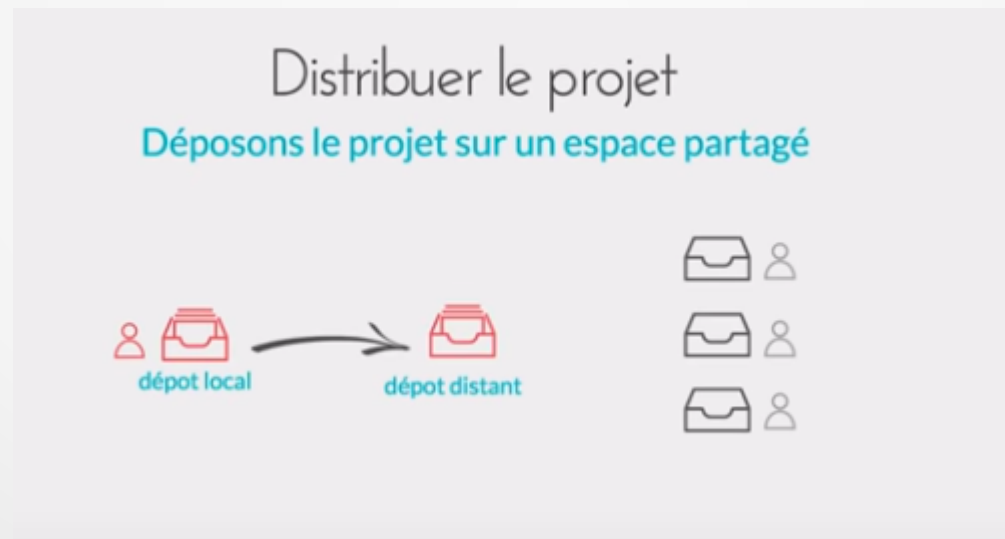 Distribuer le projet
Déposons le projet sur un espace partagé
dépot local
dépot distant